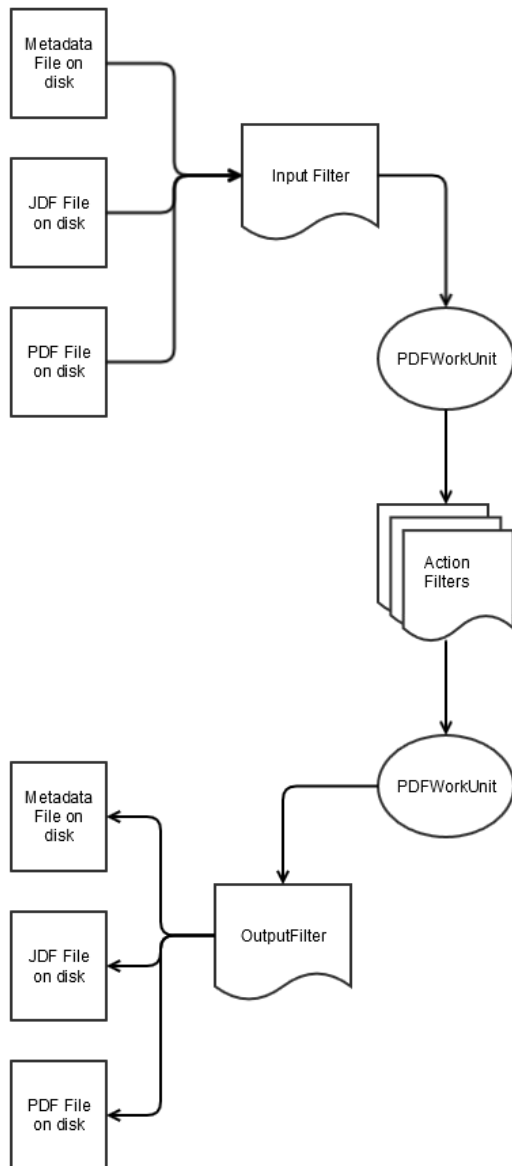 Metadata
File on
disk
Input Filter
JDF File
on disk
PDF File
on disk
PDFWorkUnit
Action
Filters
PDFWorkUnit
Metadata
File on
disk
OutputFilter
JDF File
on disk
PDF File
on disk